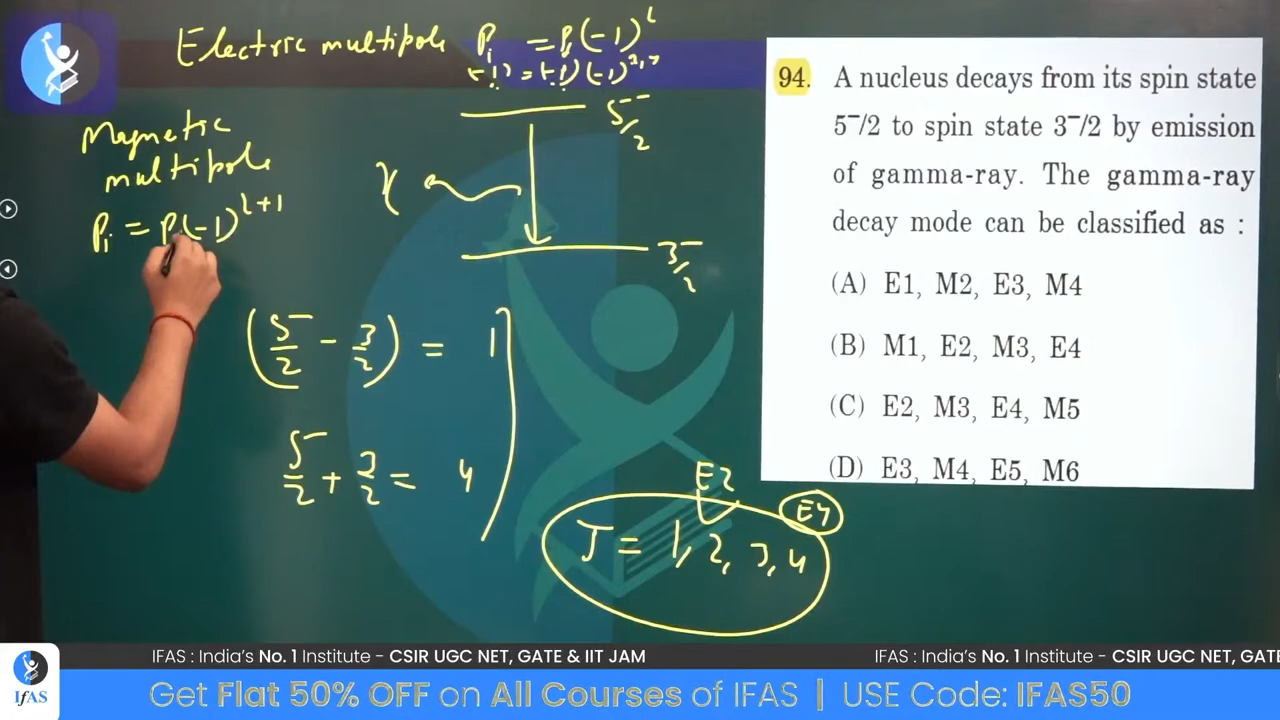 Electric multipole Pi = Pf(-1)^l
(-1) = (-1) (-1)^2,4
Magnetic
multipole
Pi = Pf(-1)^l+1
5-/2
γ
3-/2
(5-/2 - 3/2) = 1
5-/2 + 3/2 = 4
E2
E4
J = 1, 2, 3, 4
94. A nucleus decays from its spin state
5⁻/2 to spin state 3⁻/2 by emission
of gamma-ray. The gamma-ray
decay mode can be classified as :
(A) E1, M2, E3, M4
(B) M1, E2, M3, E4
(C) E2, M3, E4, M5
(D) E3, M4, E5, M6
IFAS
IFAS : India's No. 1 Institute - CSIR UGC NET, GATE & IIT JAM
IFAS : India's No. 1 Institute - CSIR UGC NET, GATE
Get Flat 50% OFF on All Courses of IFAS | USE Code: IFAS50